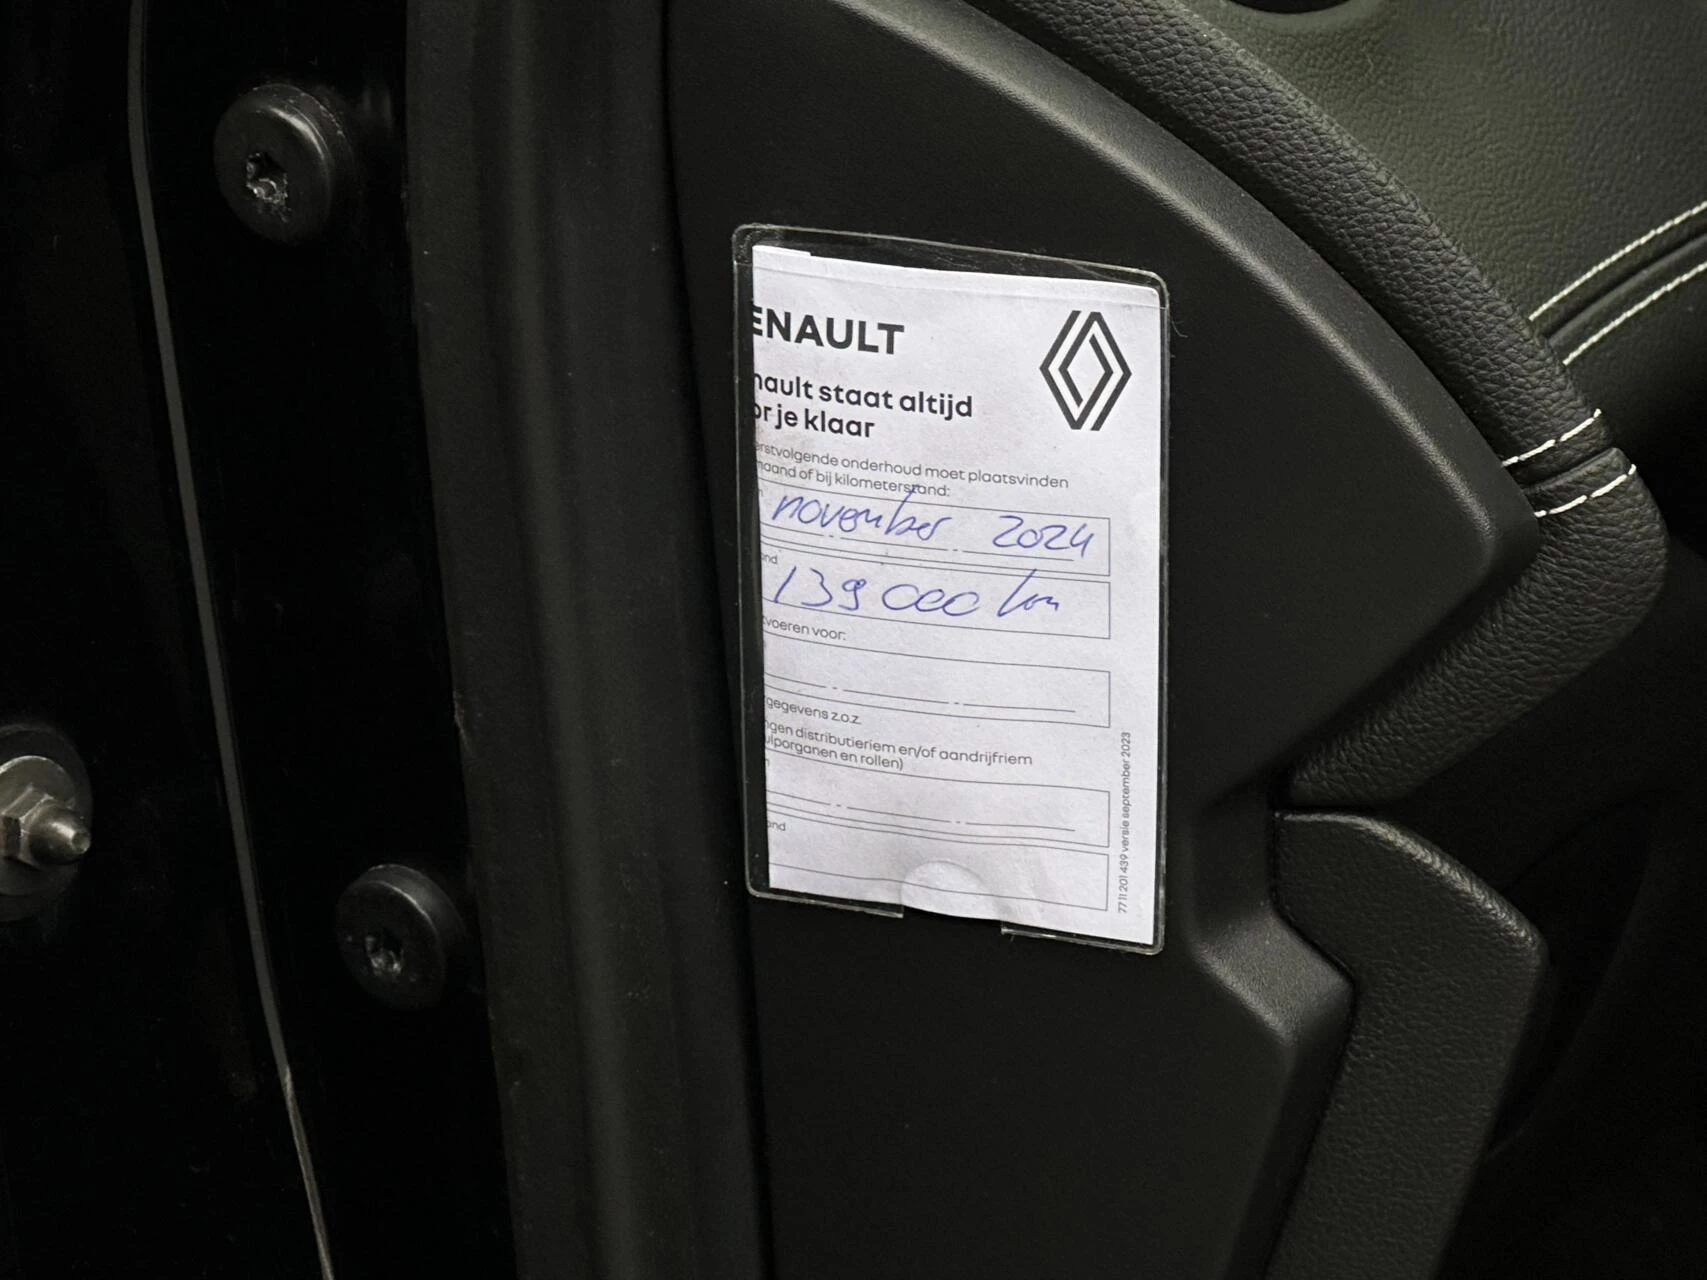 ENAULT
nault staat altijd
or je klaar
erstvolgende onderhoud moet plaatsvinden
maand of bij kilometerstand:
november 2024
and
139 000 km
tvoeren voor:
gegevens z.o.z.
ngen distributieriem en/of aandrijfriem
ulporganen en rollen)
and
77 11 201 439 versie september 2023